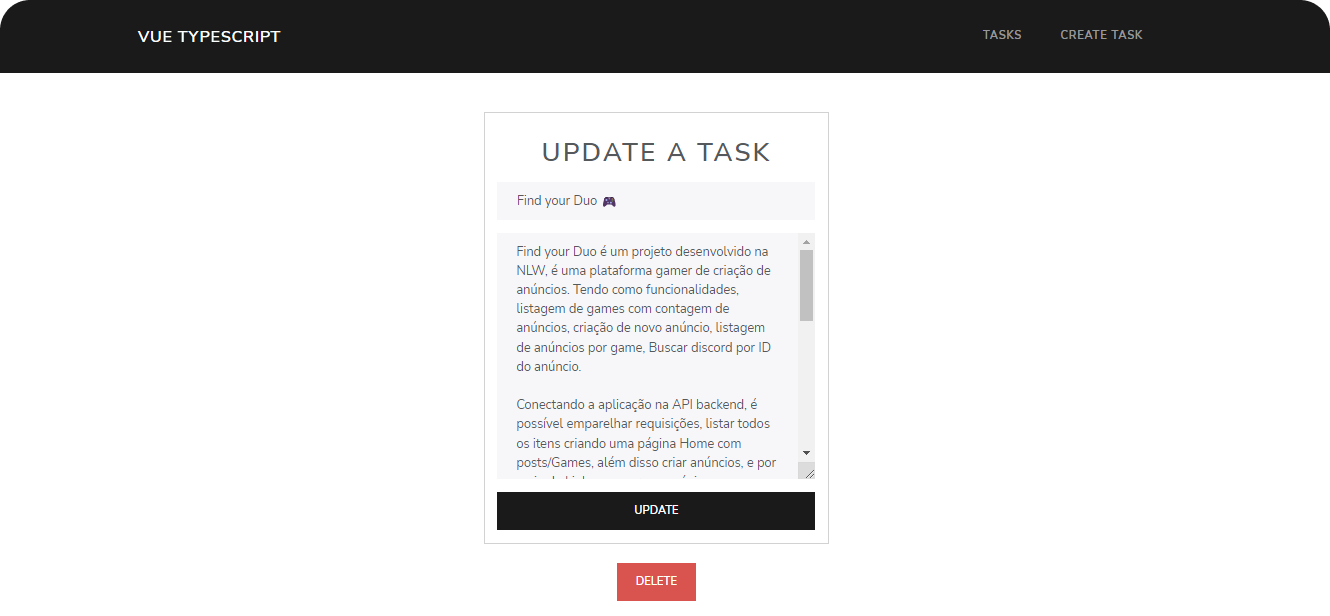 VUE TYPESCRIPT
TASKS
CREATE TASK
UPDATE A TASK
Find your Duo 🎮
Find your Duo é um projeto desenvolvido na
NLW, é uma plataforma gamer de criação de
anúncios. Tendo como funcionalidades,
listagem de games com contagem de
anúncios, criação de novo anúncio, listagem
de anúncios por game, Buscar discord por ID
do anúncio.
Conectando a aplicação na API backend, é
possível emparelhar requisições, listar todos
os itens criando uma página Home com
posts/Games, além disso criar anúncios, e por
UPDATE
DELETE